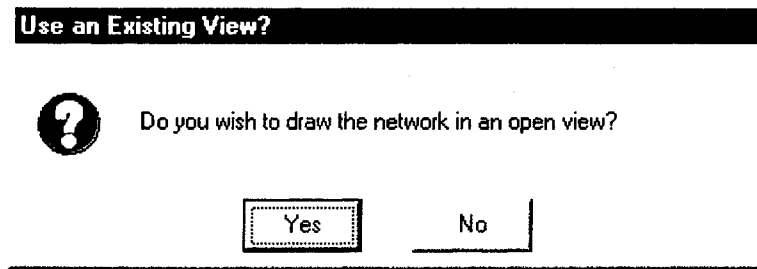 Use an Existing View?
Do you wish to draw the network in an open view?
Yes No